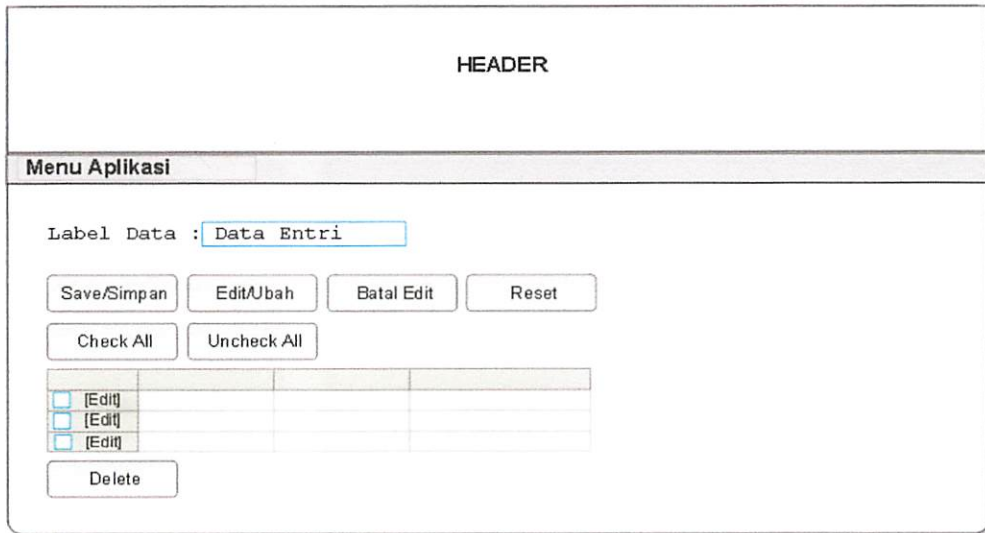 HEADER
Menu Aplikasi
Label Data : Data Entri
Save/Simpan Edit/Ubah Batal Edit Reset
Check All Uncheck All
[Edit]
[Edit]
[Edit]
Delete